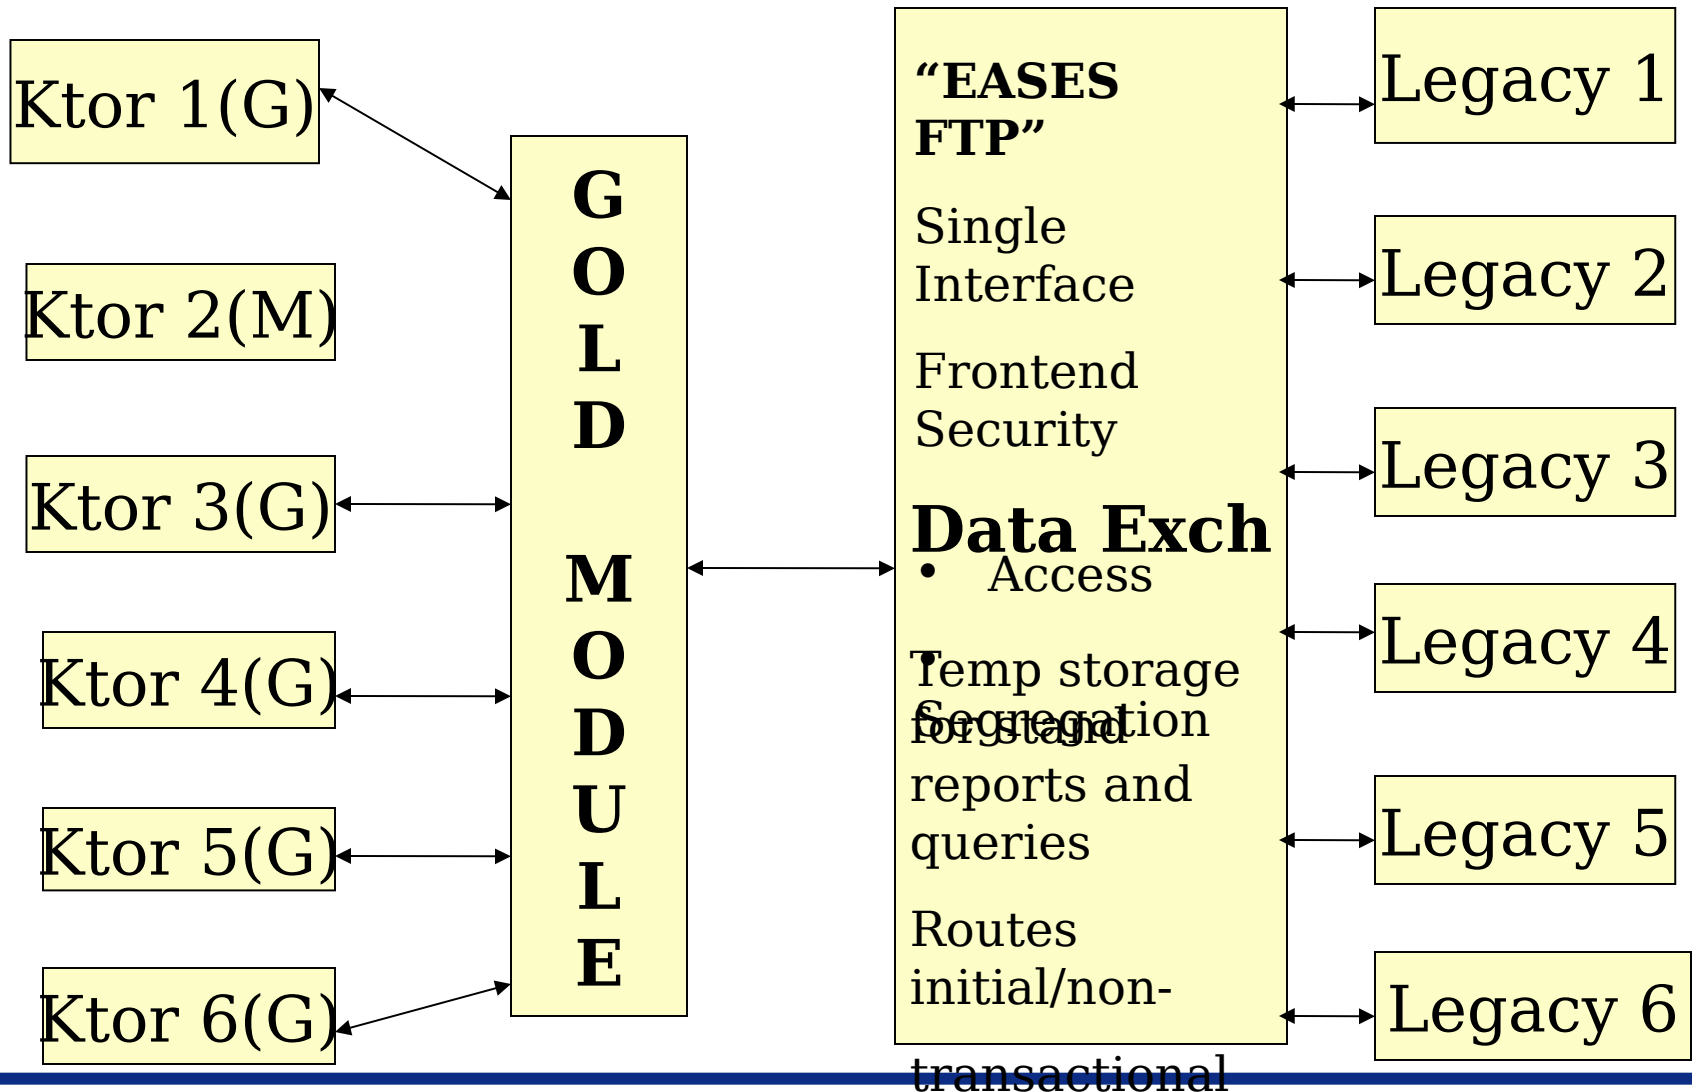 Ktor 1(G)
Ktor 2(M)
Ktor 3(G)
Ktor 4(G)
Ktor 5(G)
Ktor 6(G)
G
O
L
D
M
O
D
U
L
E
“EASES
FTP”
Single
Interface
Frontend
Security
Data Exch
• Access
•
Segregation
Temp storage
for stand
reports and
queries
Routes
initial/non-
transactional
Legacy 1
Legacy 2
Legacy 3
Legacy 4
Legacy 5
Legacy 6